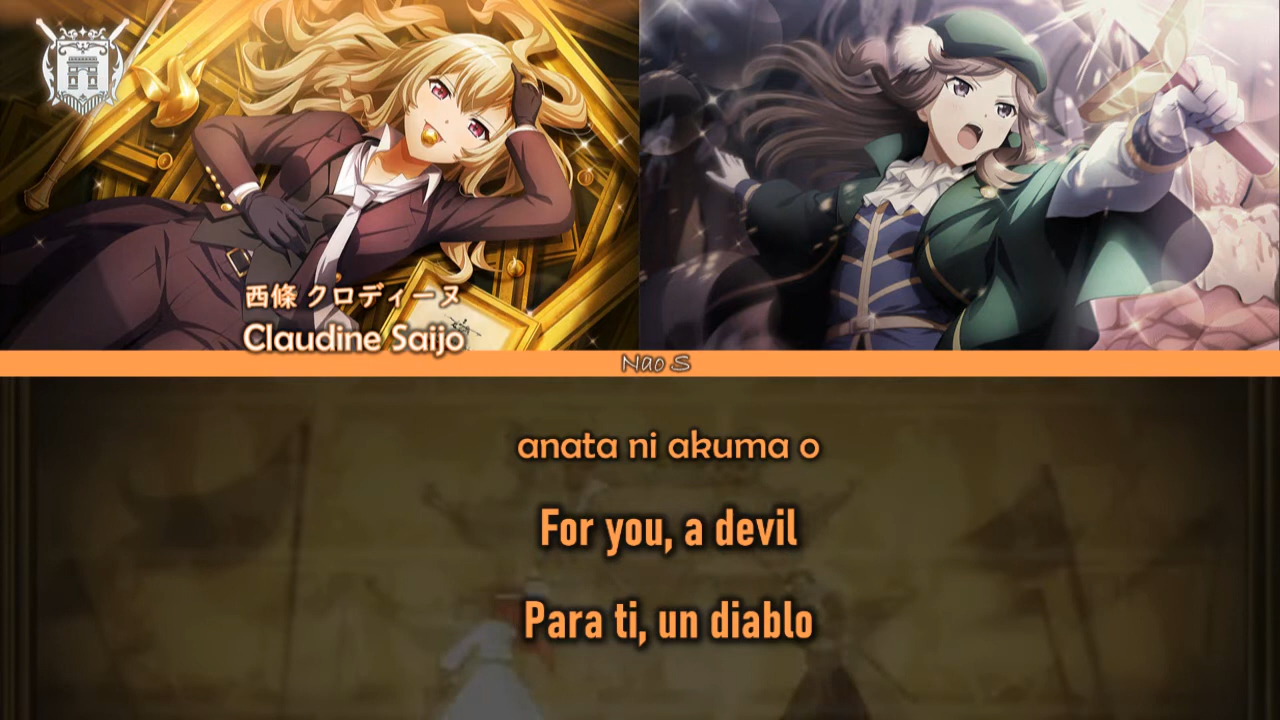 西條 クロディーヌ
Claudine Saijo
Nao S
anata ni akuma o
For you, a devil
Para ti, un diablo